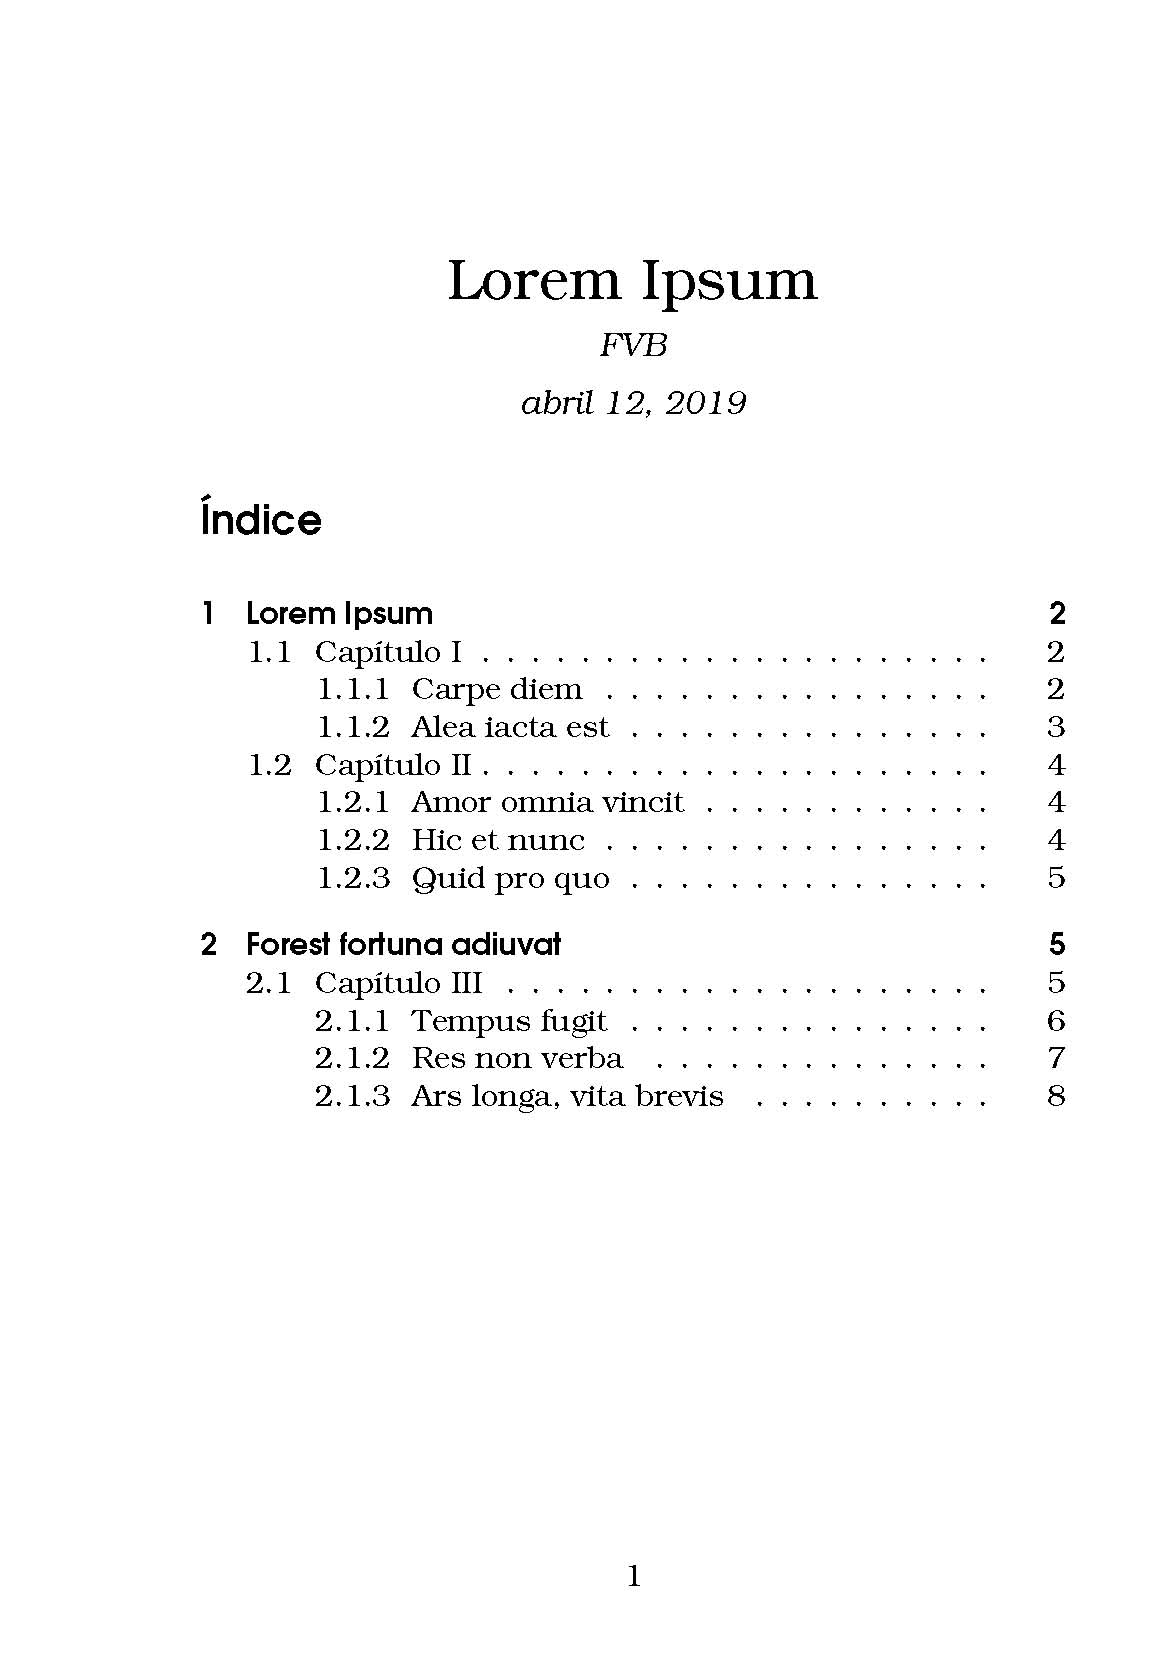 Lorem Ipsum
FVB
abril 12, 2019
Índice
1 Lorem Ipsum 2
1.1 Capítulo I . . . . . . . . . . . . . . . . . . . . . 2
1.1.1 Carpe diem . . . . . . . . . . . . . . . . 2
1.1.2 Alea iacta est . . . . . . . . . . . . . . . 3
1.2 Capítulo II . . . . . . . . . . . . . . . . . . . . . 4
1.2.1 Amor omnia vincit . . . . . . . . . . . . 4
1.2.2 Hic et nunc . . . . . . . . . . . . . . . . 4
1.2.3 Quid pro quo . . . . . . . . . . . . . . . 5
2 Forest fortuna adiuvat 5
2.1 Capítulo III . . . . . . . . . . . . . . . . . . . . 5
2.1.1 Tempus fugit . . . . . . . . . . . . . . . 6
2.1.2 Res non verba . . . . . . . . . . . . . . 7
2.1.3 Ars longa, vita brevis . . . . . . . . . . 8
1